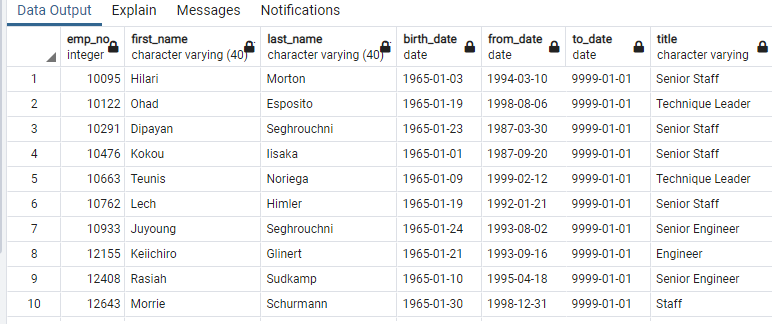 Data Output Explain Messages Notifications
emp_no first_name last_name birth_date from_date to_date title
integer character varying (40) character varying (40) date date date character varying
1 10095 Hilari Morton 1965-01-03 1994-03-10 9999-01-01 Senior Staff
2 10122 Ohad Esposito 1965-01-19 1998-08-06 9999-01-01 Technique Leader
3 10291 Dipayan Seghrouchni 1965-01-23 1987-03-30 9999-01-01 Senior Staff
4 10476 Kokou Iisaka 1965-01-01 1987-09-20 9999-01-01 Senior Staff
5 10663 Teunis Noriega 1965-01-09 1999-02-12 9999-01-01 Technique Leader
6 10762 Lech Himler 1965-01-19 1992-01-21 9999-01-01 Senior Staff
7 10933 Juyoung Seghrouchni 1965-01-24 1993-08-02 9999-01-01 Senior Engineer
8 12155 Keiichiro Glinert 1965-01-21 1993-09-16 9999-01-01 Engineer
9 12408 Rasiah Sudkamp 1965-01-10 1995-04-18 9999-01-01 Senior Engineer
10 12643 Morrie Schurmann 1965-01-30 1998-12-31 9999-01-01 Staff